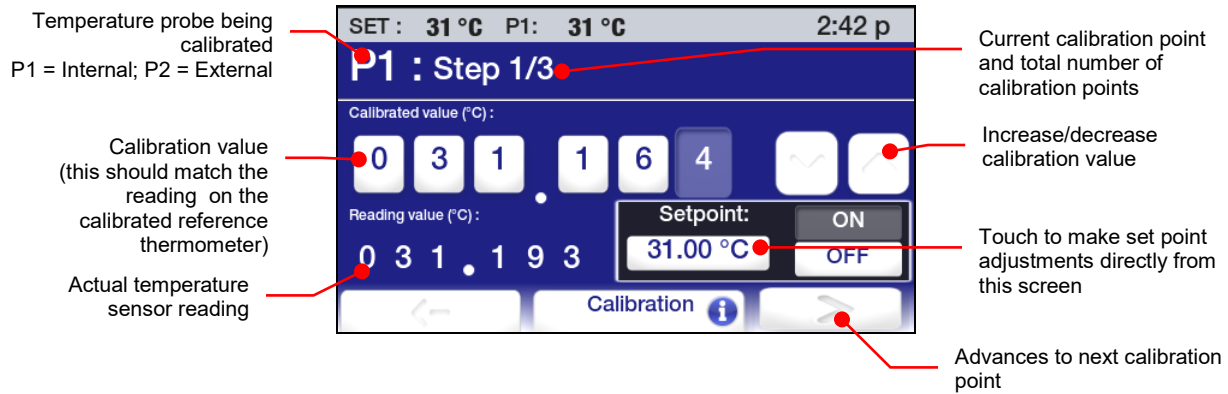 Temperature probe being
calibrated
P1 = Internal; P2 = External
Calibration value
(this should match the
reading on the
calibrated reference
thermometer)
Actual temperature
sensor reading
SET : 31 °C P1: 31 °C 2:42 p
P1 : Step 1/3
Calibrated value (°C) :
0 3 1 . 1 6 4
Reading value (°C) :
0 3 1 . 1 9 3
Setpoint:
31.00 °C
ON
OFF
Calibration i
Current calibration point
and total number of
calibration points
Increase/decrease
calibration value
Touch to make set point
adjustments directly from
this screen
Advances to next calibration
point